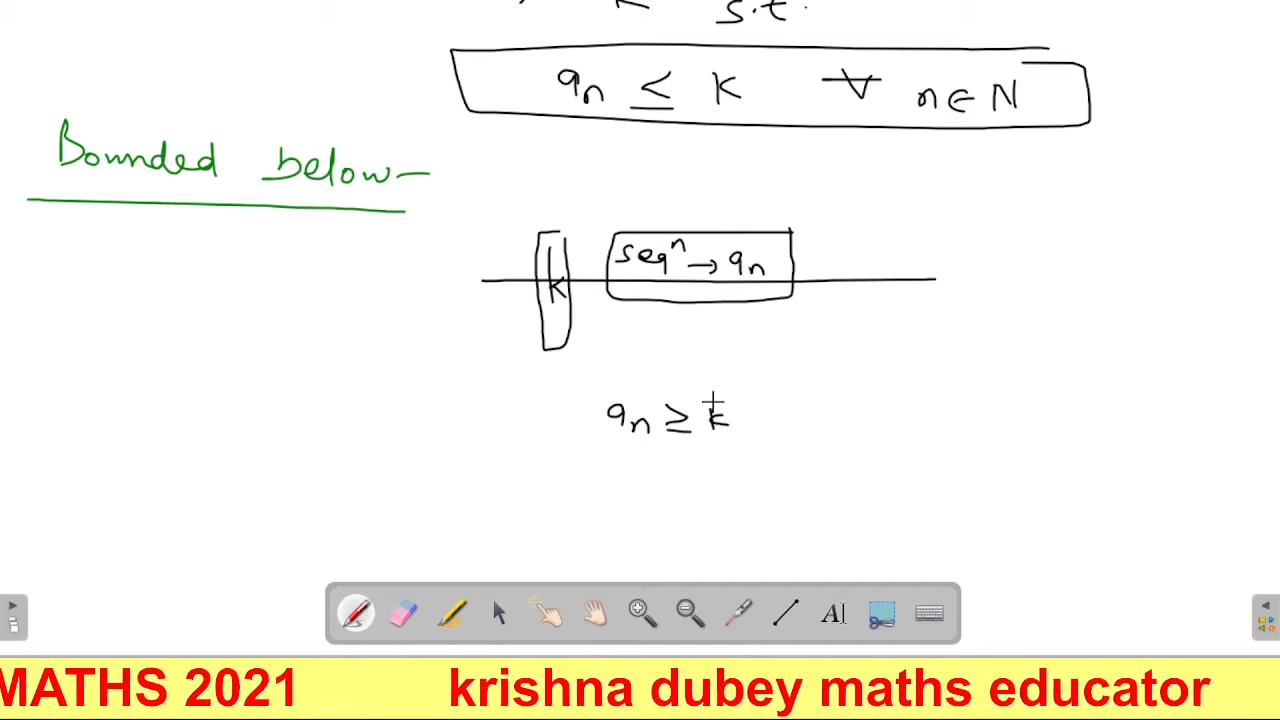 s.t.
aₙ ≤ K ∀ n ∈ N
Bounded below-
k seqⁿ → aₙ
aₙ ≥ k
MATHS 2021 krishna dubey maths educator